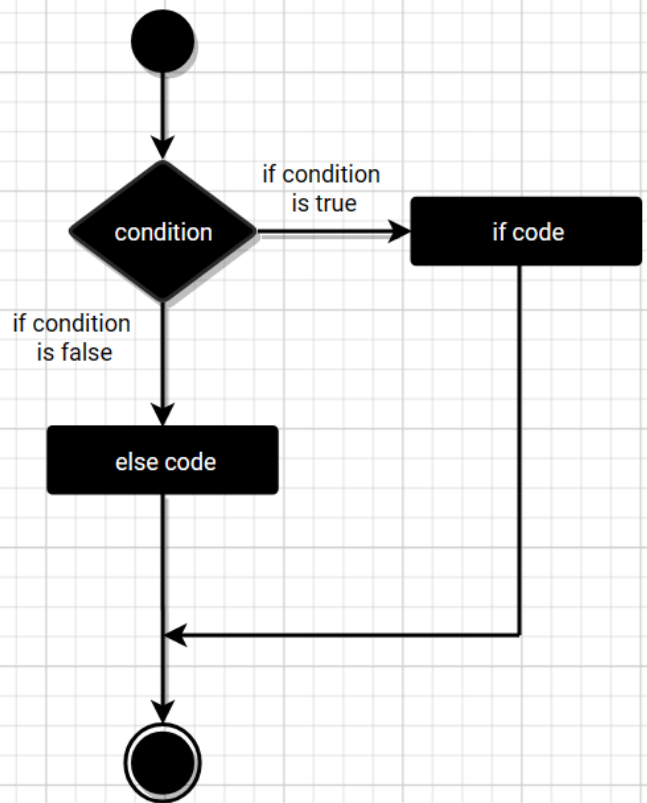 if condition
is true
condition
if code
if condition
is false
else code